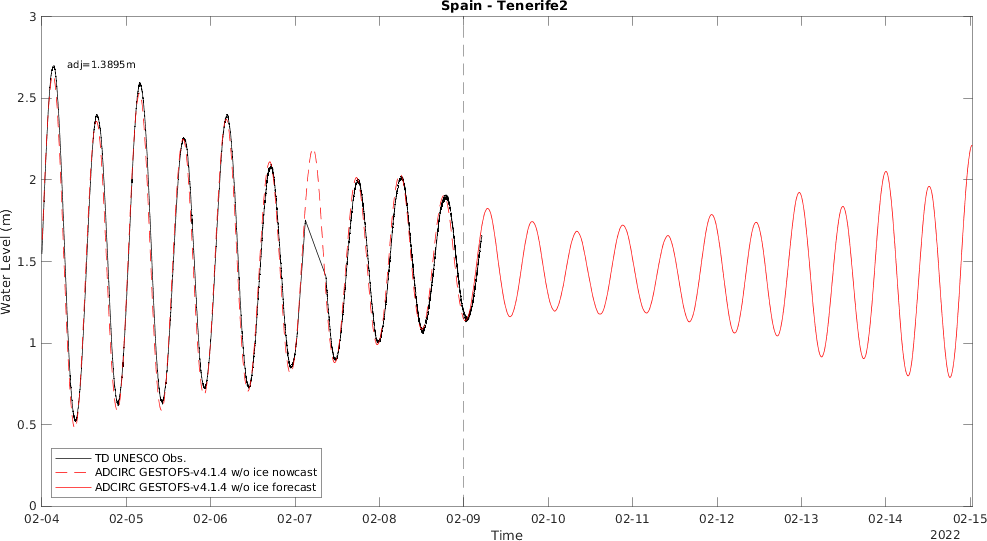 Spain - Tenerife2
adj=1.3895m
3
2.5
2
1.5
1
0.5
0
Water Level (m)
TD UNESCO Obs.
ADCIRC GESTOFS-v4.1.4 w/o ice nowcast
ADCIRC GESTOFS-v4.1.4 w/o ice forecast
02-04 02-05 02-06 02-07 02-08 02-09 02-10 02-11 02-12 02-13 02-14 02-15
Time
2022